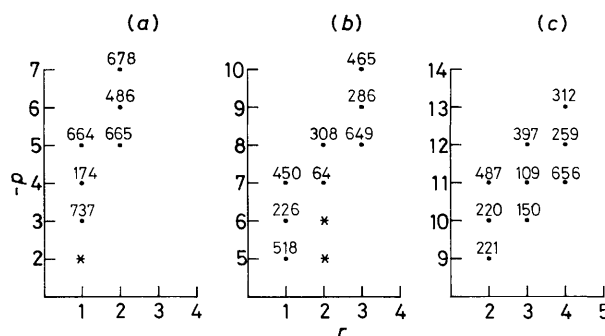 (a) (b) (c)
7 678 10 465 14
6 486 9 286 13 312
5 664 665 8 308 649 12 397 259
-p 4 174 7 450 64 11 487 109 656
3 737 6 226 * 10 220 150
2 * 5 518 * 9 221
1 2 3 4 1 2 3 4 1 2 3 4 5
r